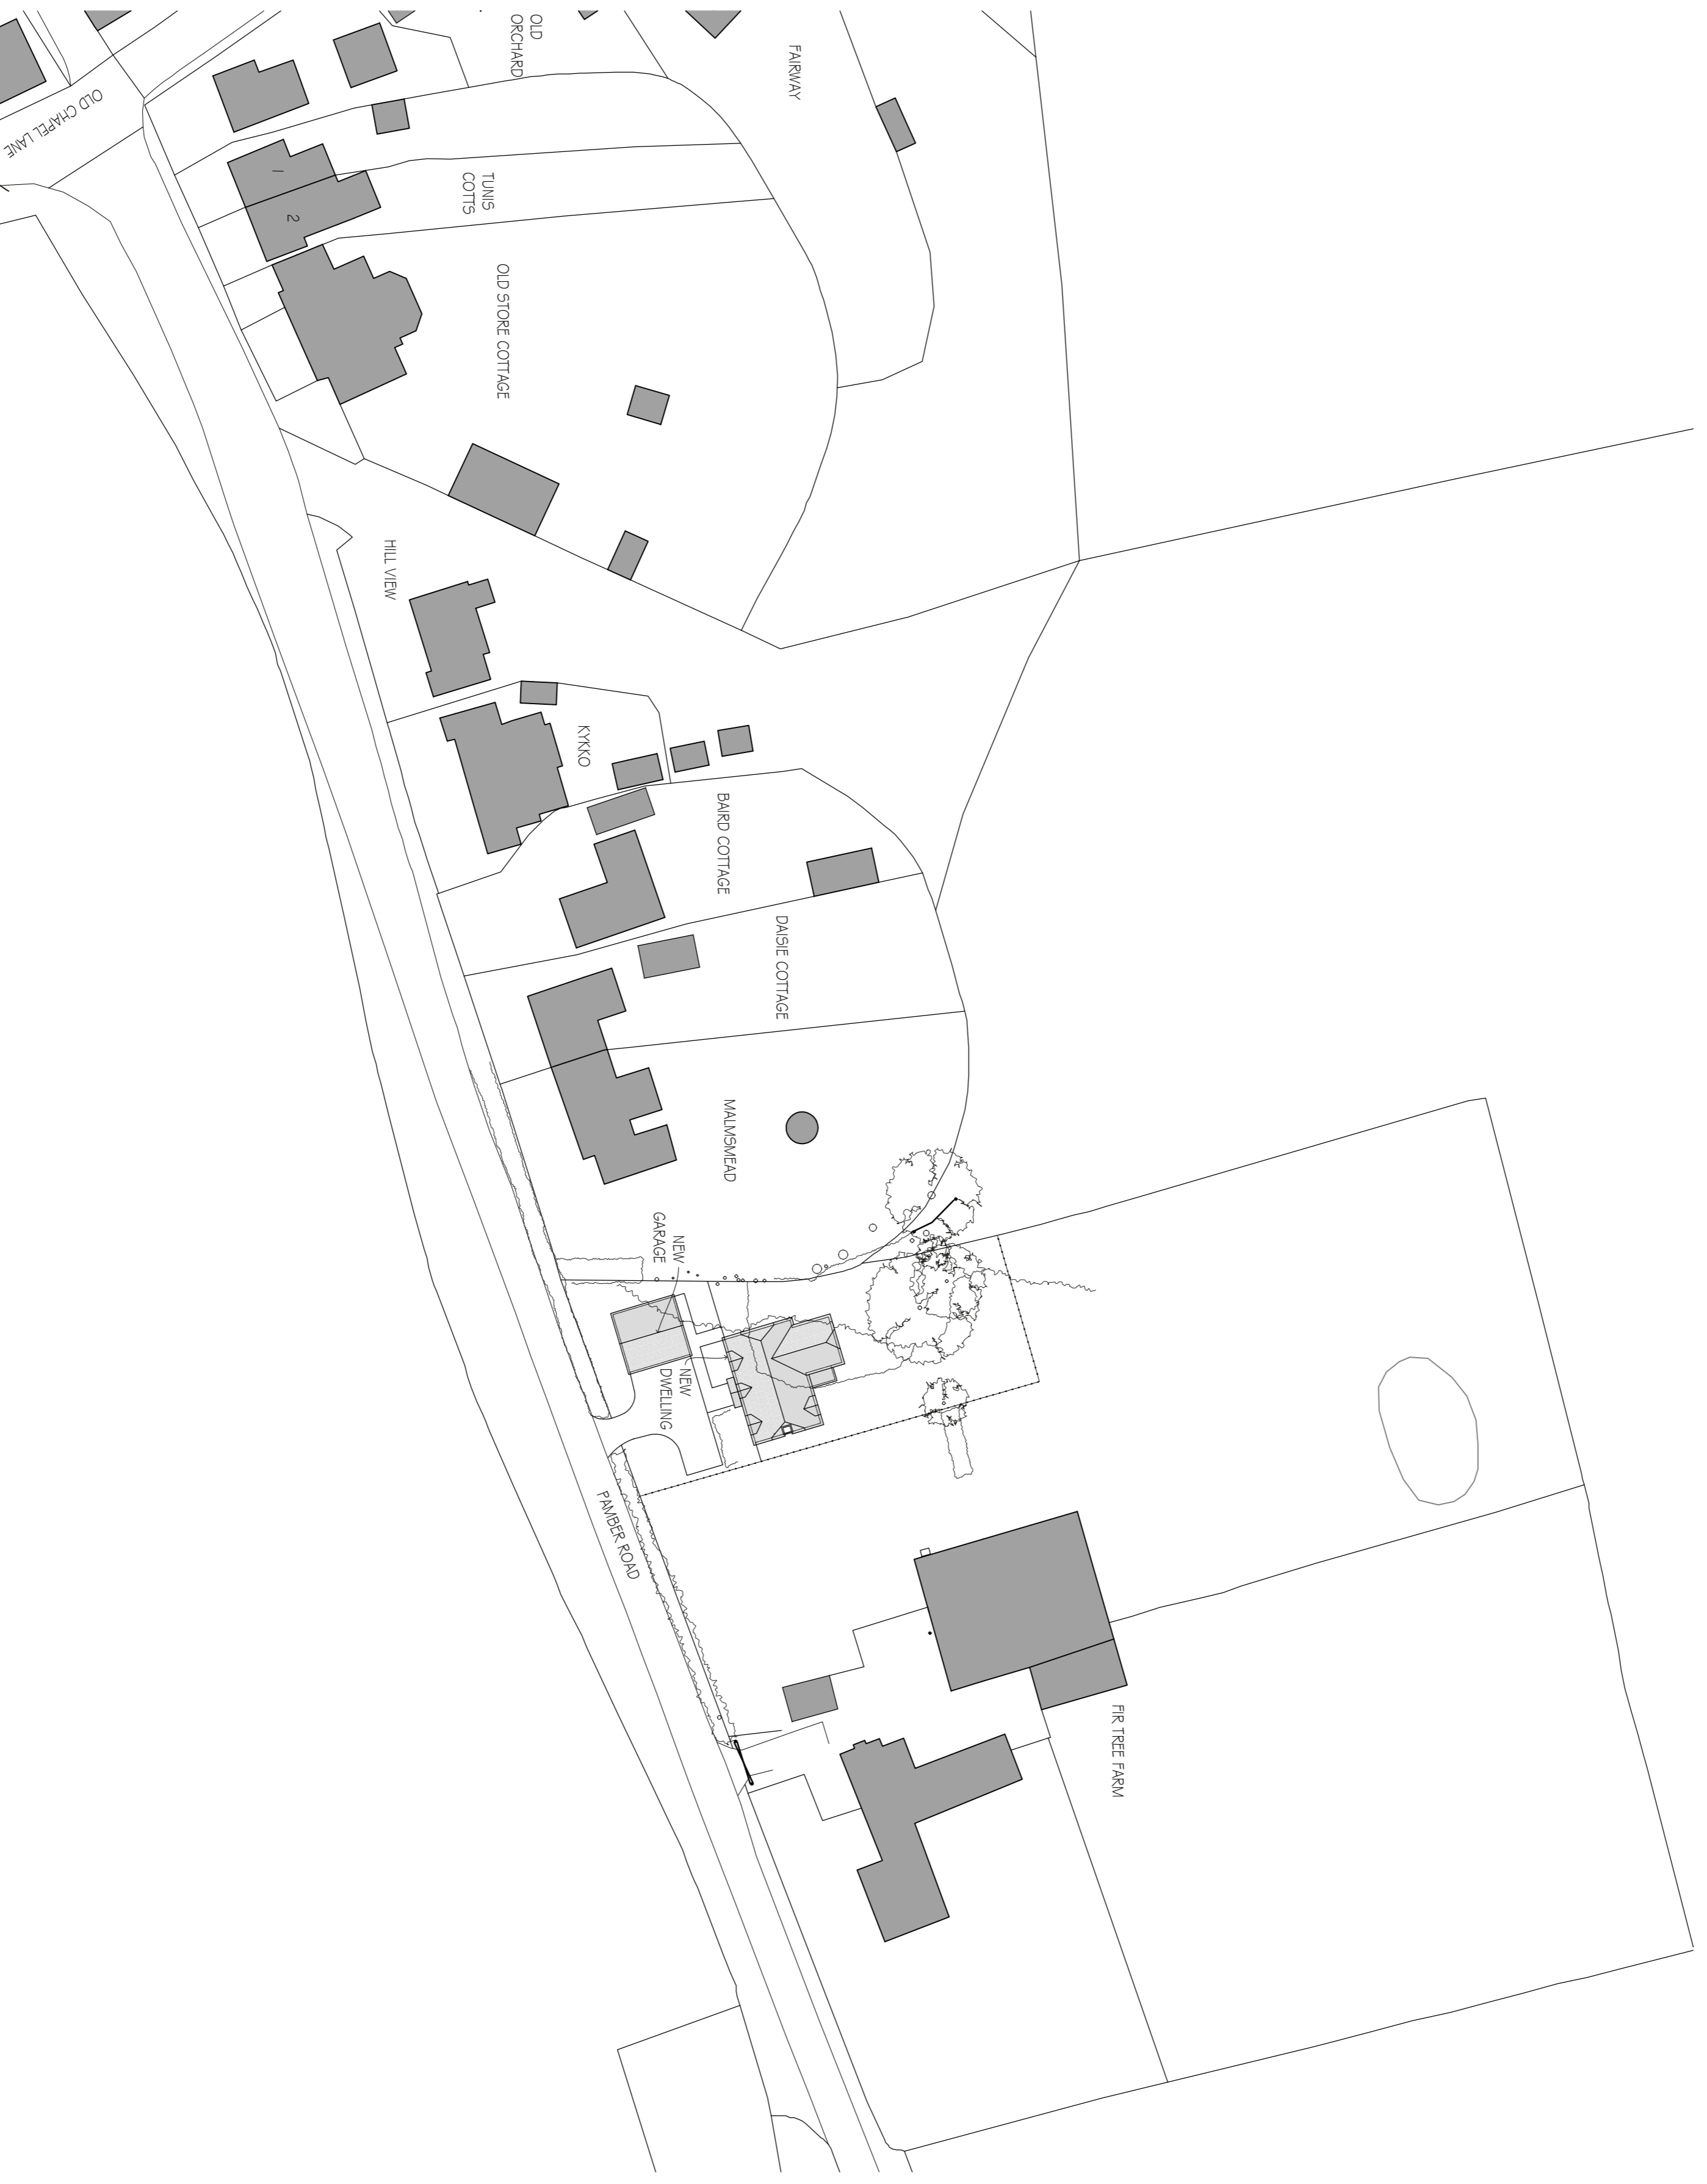 OLD
ORCHARD
FAIRWAY
OLD CHAPEL LANE
TUNIS
COTTS
1
2
OLD STORE COTTAGE
HILL VIEW
KYKKO
BAIRD COTTAGE
DAISIE COTTAGE
MALMSMEAD
NEW
GARAGE
NEW
DWELLING
PAMBER ROAD
FIR TREE FARM